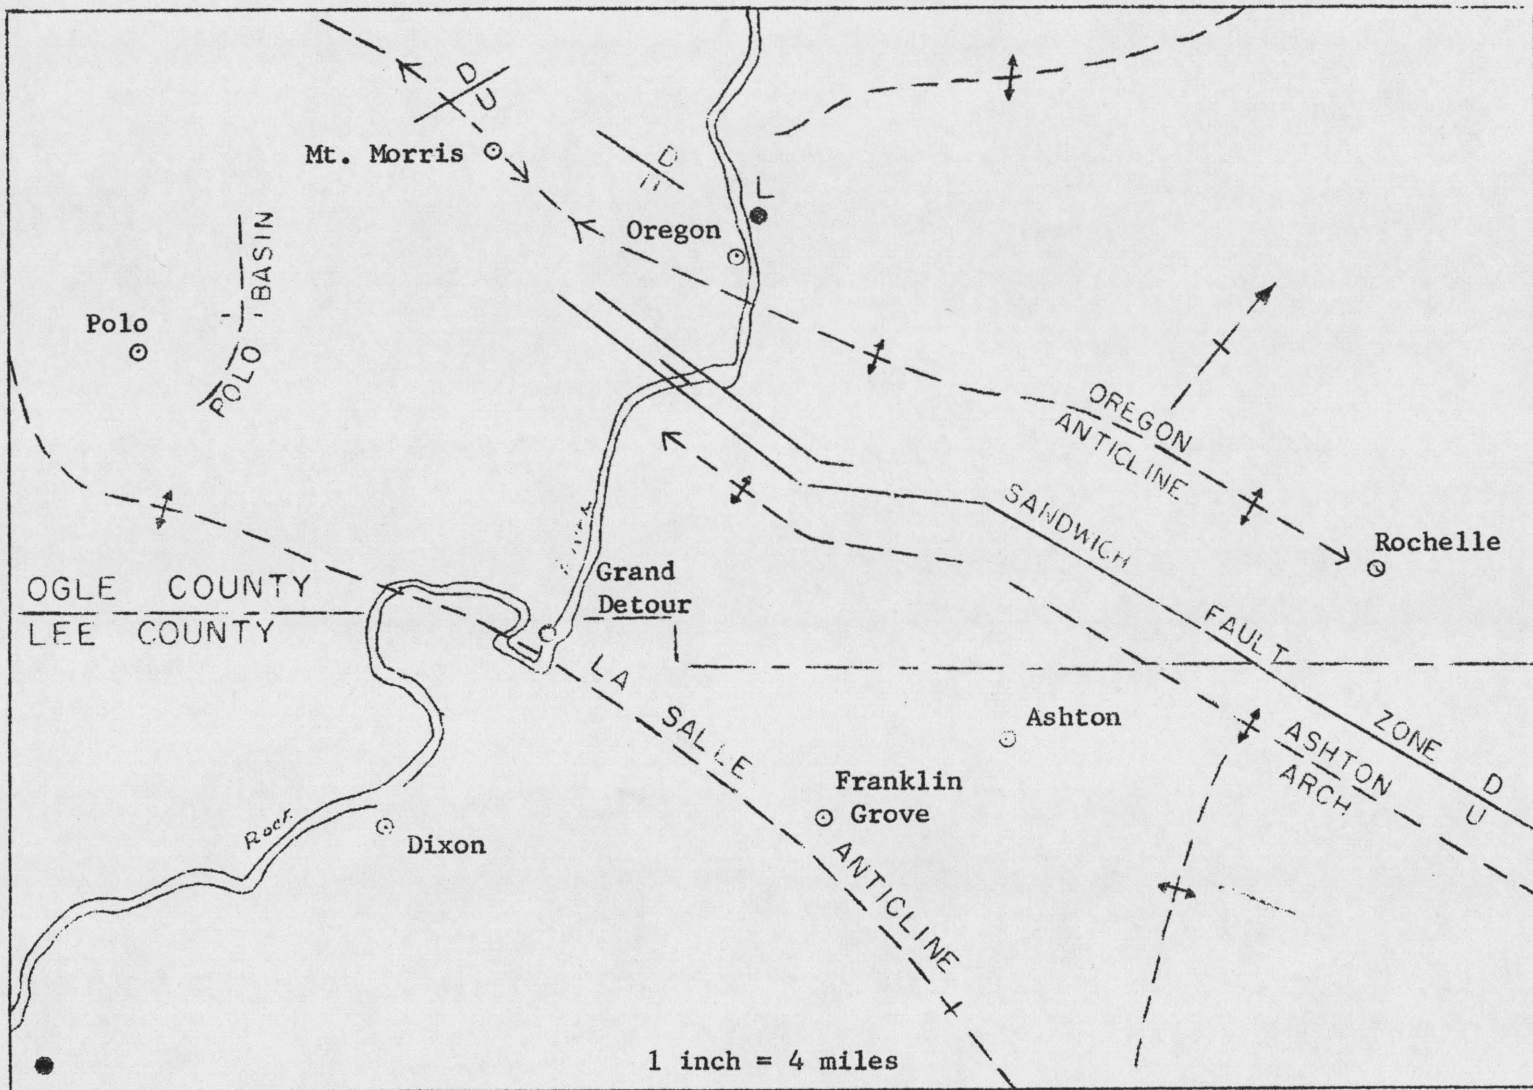 D
U
Mt. Morris
D
L
Oregon
POLO BASIN
Polo
OREGON
ANTICLINE
SANDWICH FAULT ZONE
D
U
Rochelle
Grand
Detour
OGLE COUNTY
LEE COUNTY
LA SALLE ANTICLINE
Ashton
ASHTON
ARCH
Franklin
Grove
Rock
Dixon
1 inch = 4 miles